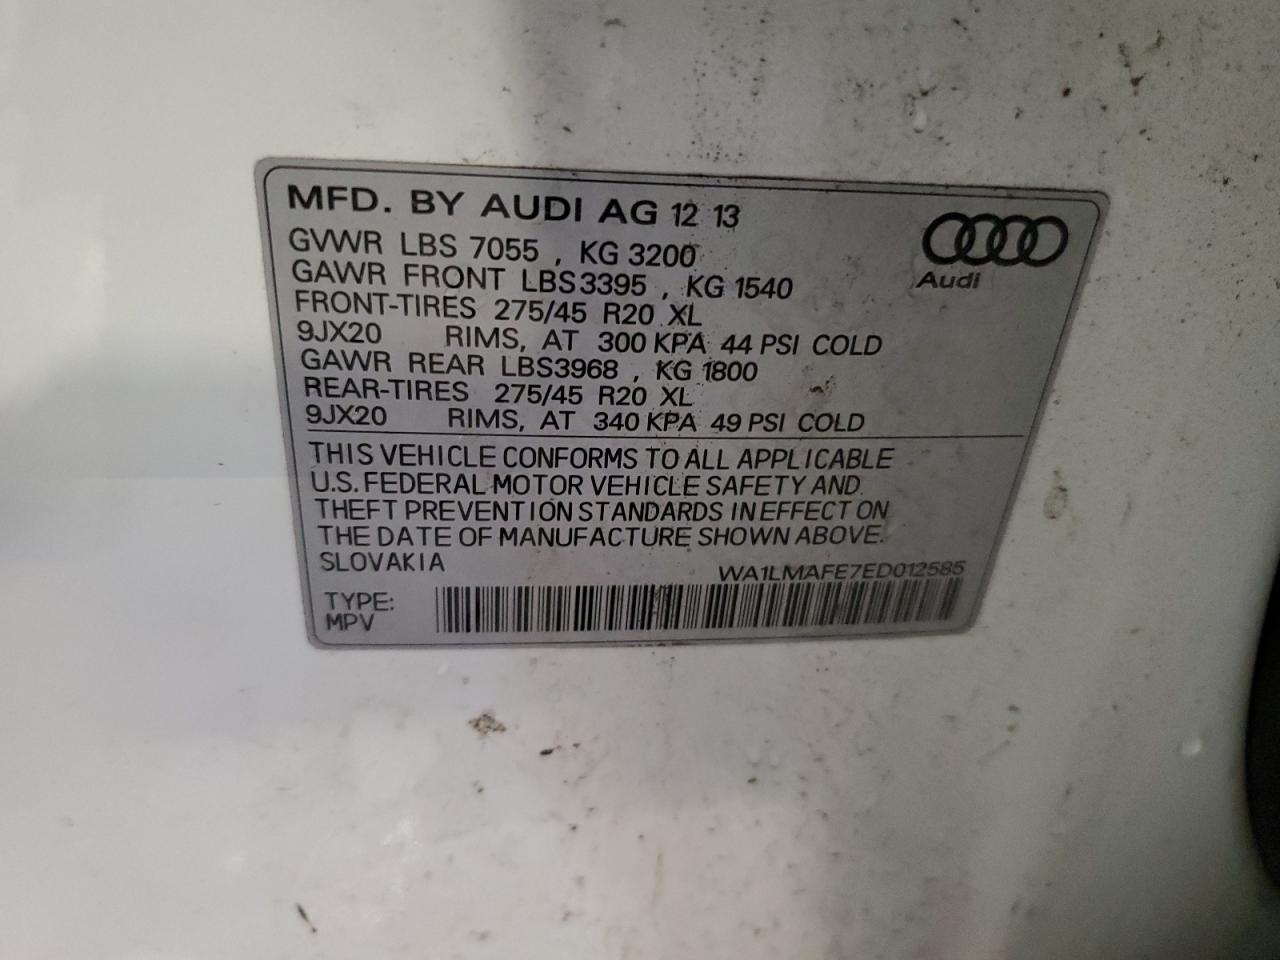 MFD. BY AUDI AG 12 13
GVWR LBS 7055 , KG 3200
GAWR FRONT LBS3395 , KG 1540
FRONT-TIRES 275/45 R20 XL
9JX20 RIMS, AT 300 KPA 44 PSI COLD
GAWR REAR LBS3968 , KG 1800
REAR-TIRES 275/45 R20 XL
9JX20 RIMS, AT 340 KPA 49 PSI COLD
Audi
THIS VEHICLE CONFORMS TO ALL APPLICABLE
U.S. FEDERAL MOTOR VEHICLE SAFETY AND
THEFT PREVENTION STANDARDS IN EFFECT ON
THE DATE OF MANUFACTURE SHOWN ABOVE.
SLOVAKIA
WA1LMAFE7ED012585
TYPE:
MPV